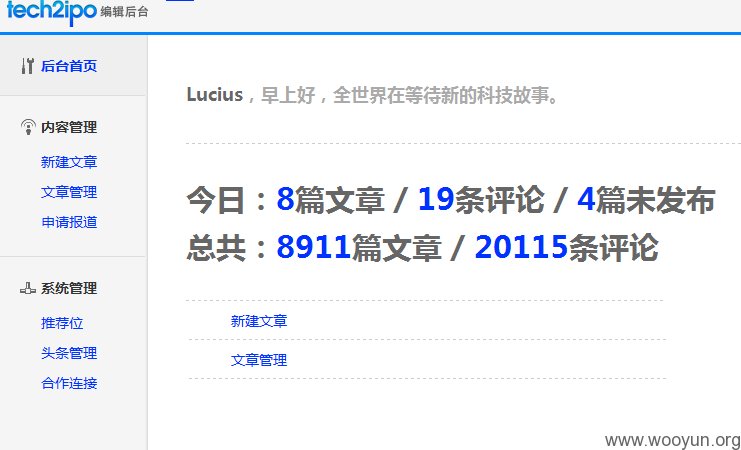 tech2ipo 编辑后台
后台首页
内容管理
新建文章
文章管理
申请报道
系统管理
推荐位
头条管理
合作连接
Lucius，早上好，全世界在等待新的科技故事。
今日：8篇文章 / 19条评论 / 4篇未发布
总共：8911篇文章 / 20115条评论
新建文章
文章管理
www.wooyun.org